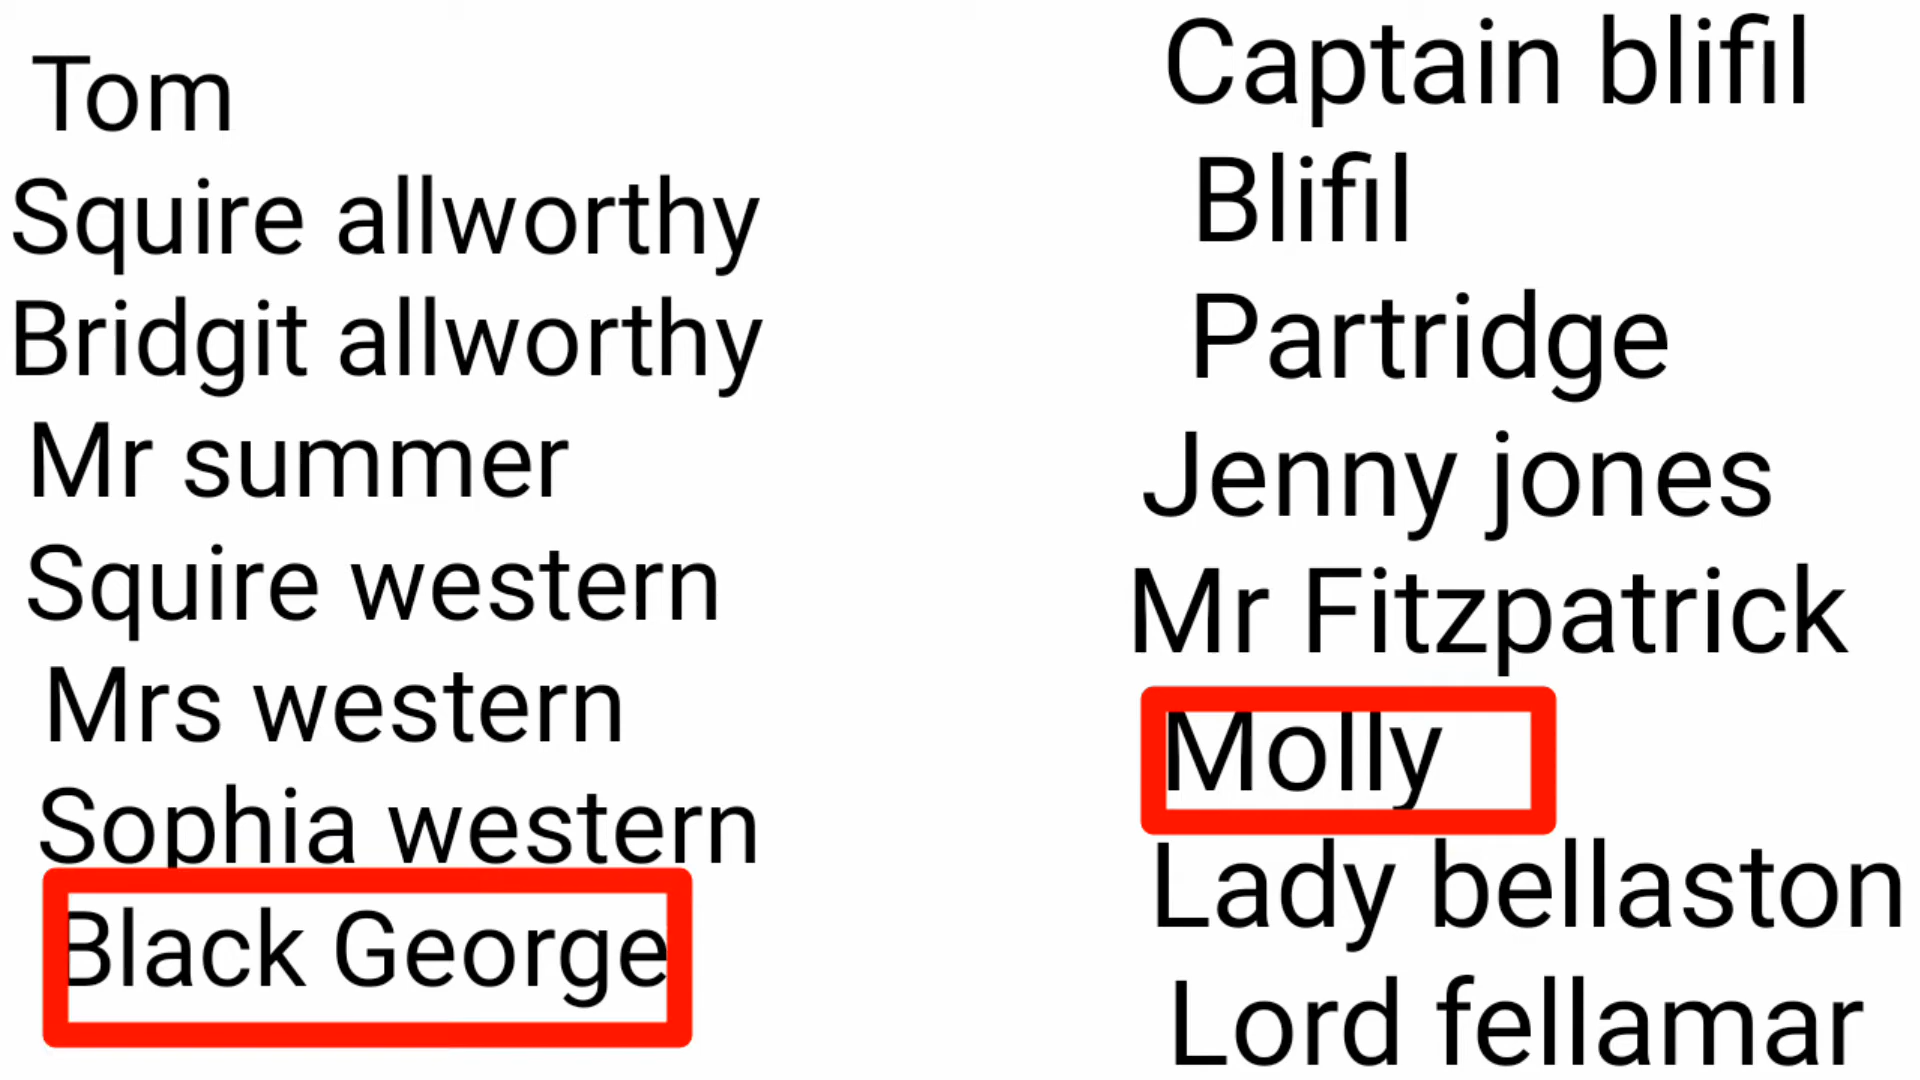 Tom
Squire allworthy
Bridgit allworthy
Mr summer
Squire western
Mrs western
Sophia western
Black George
Captain blifil
Blifil
Partridge
Jenny jones
Mr Fitzpatrick
Molly
Lady bellaston
Lord fellamar